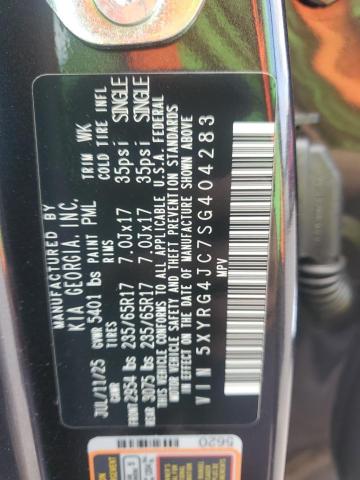 MANUFACTURED BY
KIA GEORGIA, INC.
JUL/11/25 GVWR 5401 lbs PAINT PML TRIM WK
GWR TIRES RIMS COLD TIRE INFL
FRONT 2954 lbs 235/65R17 7.0Jx17 35psi SINGLE
REAR 3075 lbs 235/65R17 7.0Jx17 35psi SINGLE
THIS VEHICLE CONFORMS TO ALL APPLICABLE U.S.A. FEDERAL
MOTOR VEHICLE SAFETY AND THEFT PREVENTION STANDARDS
IN EFFECT ON THE DATE OF MANUFACTURE SHOWN ABOVE
VIN 5XYRG4JC7SG404283
MPV
5620